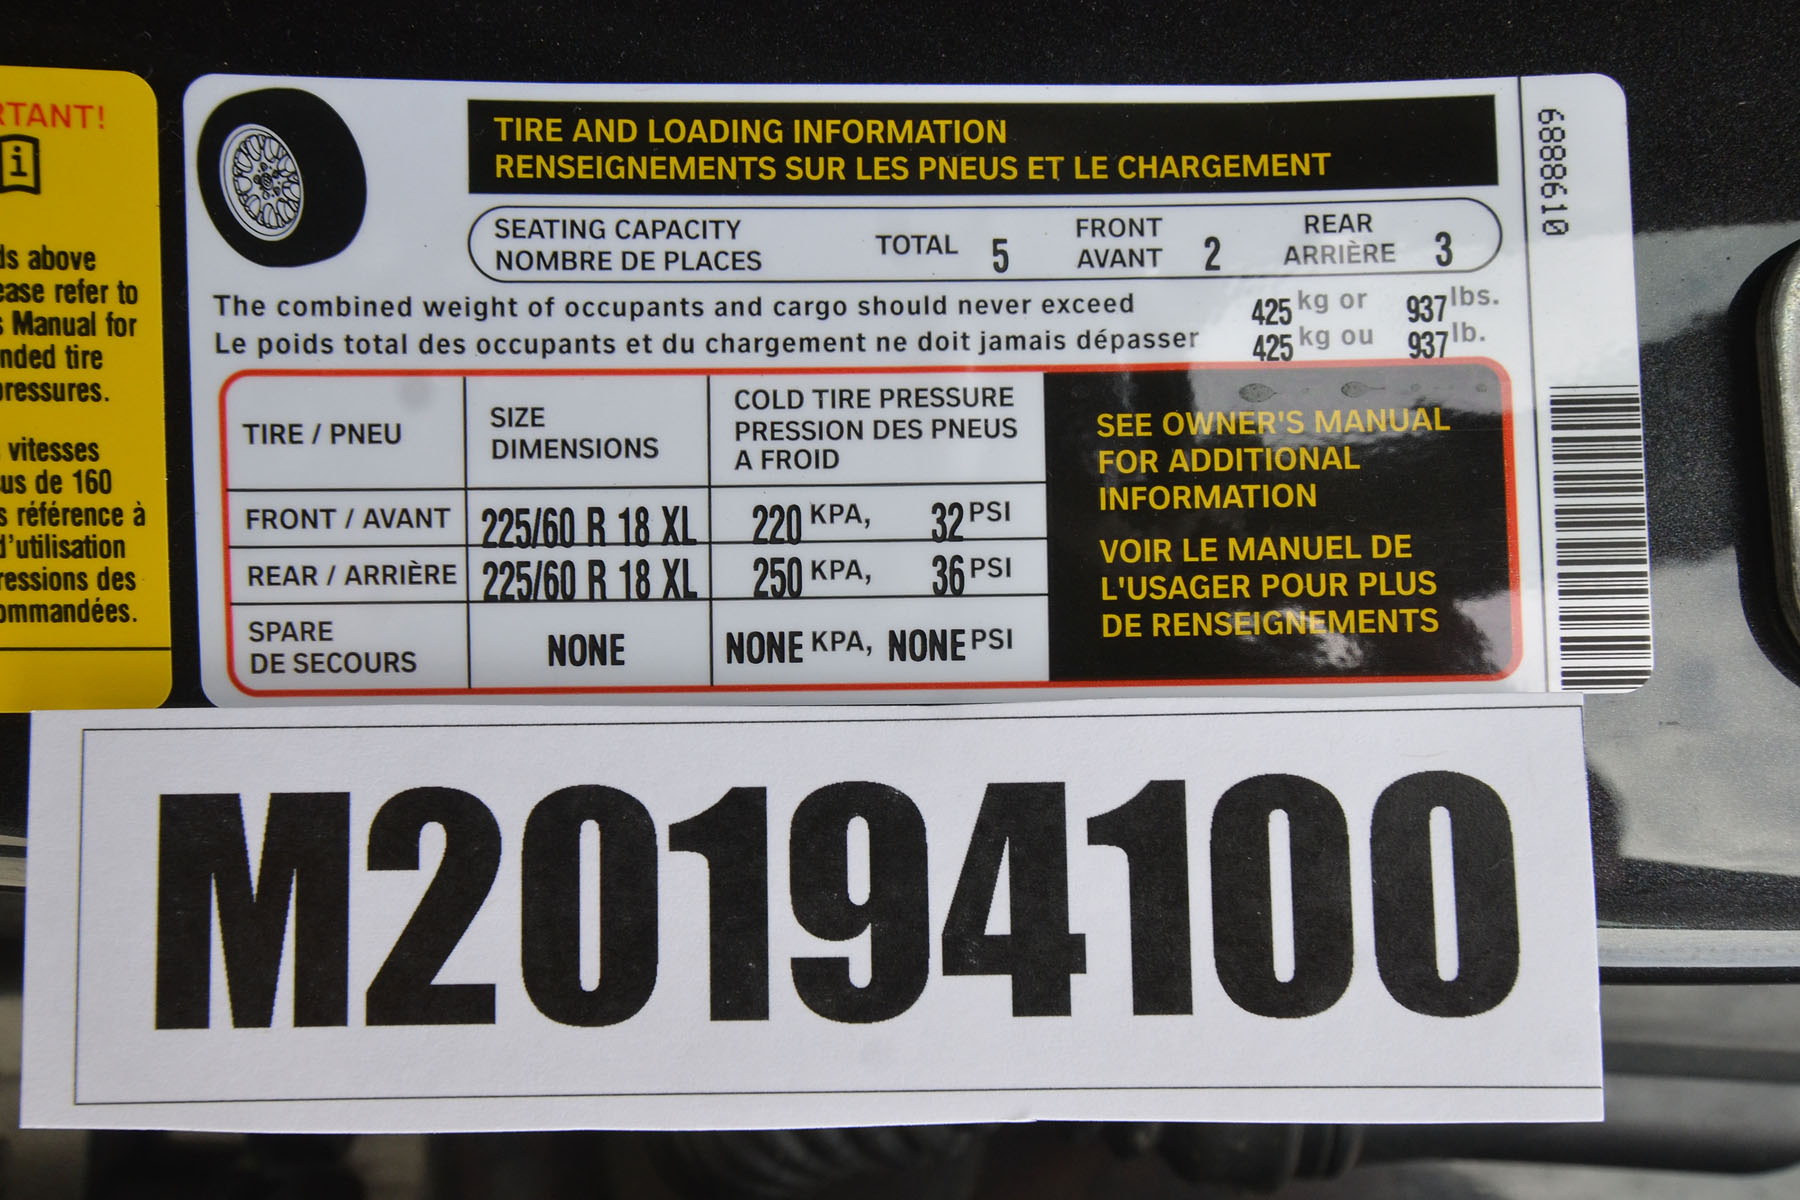 RTANT!
i
ds above
ease refer to
s Manual for
nded tire
pressures.
vitesses
us de 160
s référence à
d'utilisation
ressions des
ommandées.
TIRE AND LOADING INFORMATION
RENSEIGNEMENTS SUR LES PNEUS ET LE CHARGEMENT
SEATING CAPACITY
NOMBRE DE PLACES
TOTAL 5
FRONT
AVANT 2
REAR
ARRIÈRE 3
The combined weight of occupants and cargo should never exceed 425 kg or 937 lbs.
Le poids total des occupants et du chargement ne doit jamais dépasser 425 kg ou 937 lb.
TIRE / PNEU
SIZE
DIMENSIONS
COLD TIRE PRESSURE
PRESSION DES PNEUS
A FROID
FRONT / AVANT 225/60 R 18 XL 220 KPA, 32 PSI
REAR / ARRIÈRE 225/60 R 18 XL 250 KPA, 36 PSI
SPARE
DE SECOURS
NONE NONE KPA, NONE PSI
SEE OWNER'S MANUAL
FOR ADDITIONAL
INFORMATION
VOIR LE MANUEL DE
L'USAGER POUR PLUS
DE RENSEIGNEMENTS
68888610
M20194100